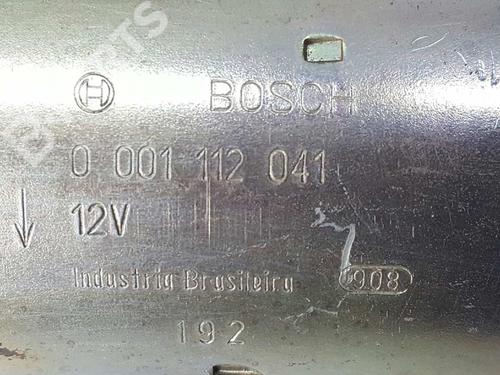 BOSCH
0 001 112 041
12V
Industria Brasileira 908
192